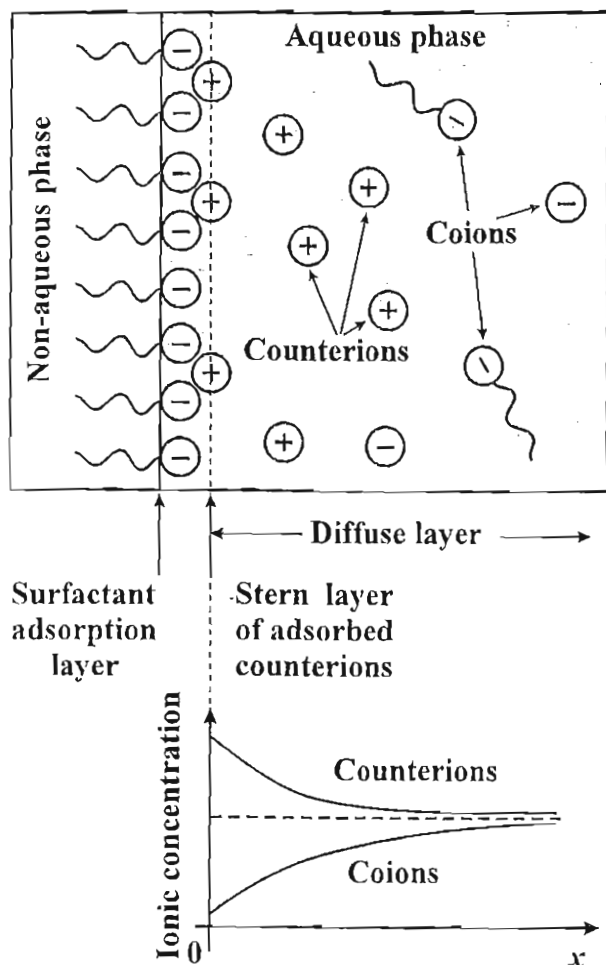 Aqueous phase
Non-aqueous phase
Coions
Counterions
Diffuse layer
Surfactant
adsorption
layer
Stern layer
of adsorbed
counterions
Ionic concentration
Counterions
Coions
0
x